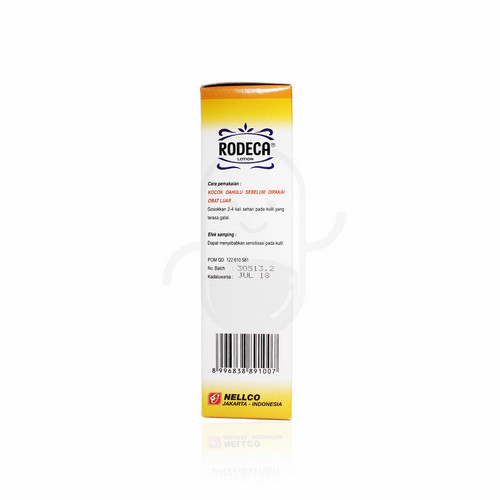 RODECA®
LOTION
Cara pemakaian :
KOCOK DAHULU SEBELUM DIPAKAI
OBAT LUAR
Gosokkan 2-4 kali sehari pada kulit yang
terasa gatal.
Efek samping :
Dapat menyebabkan sensitisasi pada kulit.
POM QD. 122 610 581
No. Batch : 30513.2
Kadaluwarsa : JUL 18
8 996838 891007
NELLCO
JAKARTA - INDONESIA